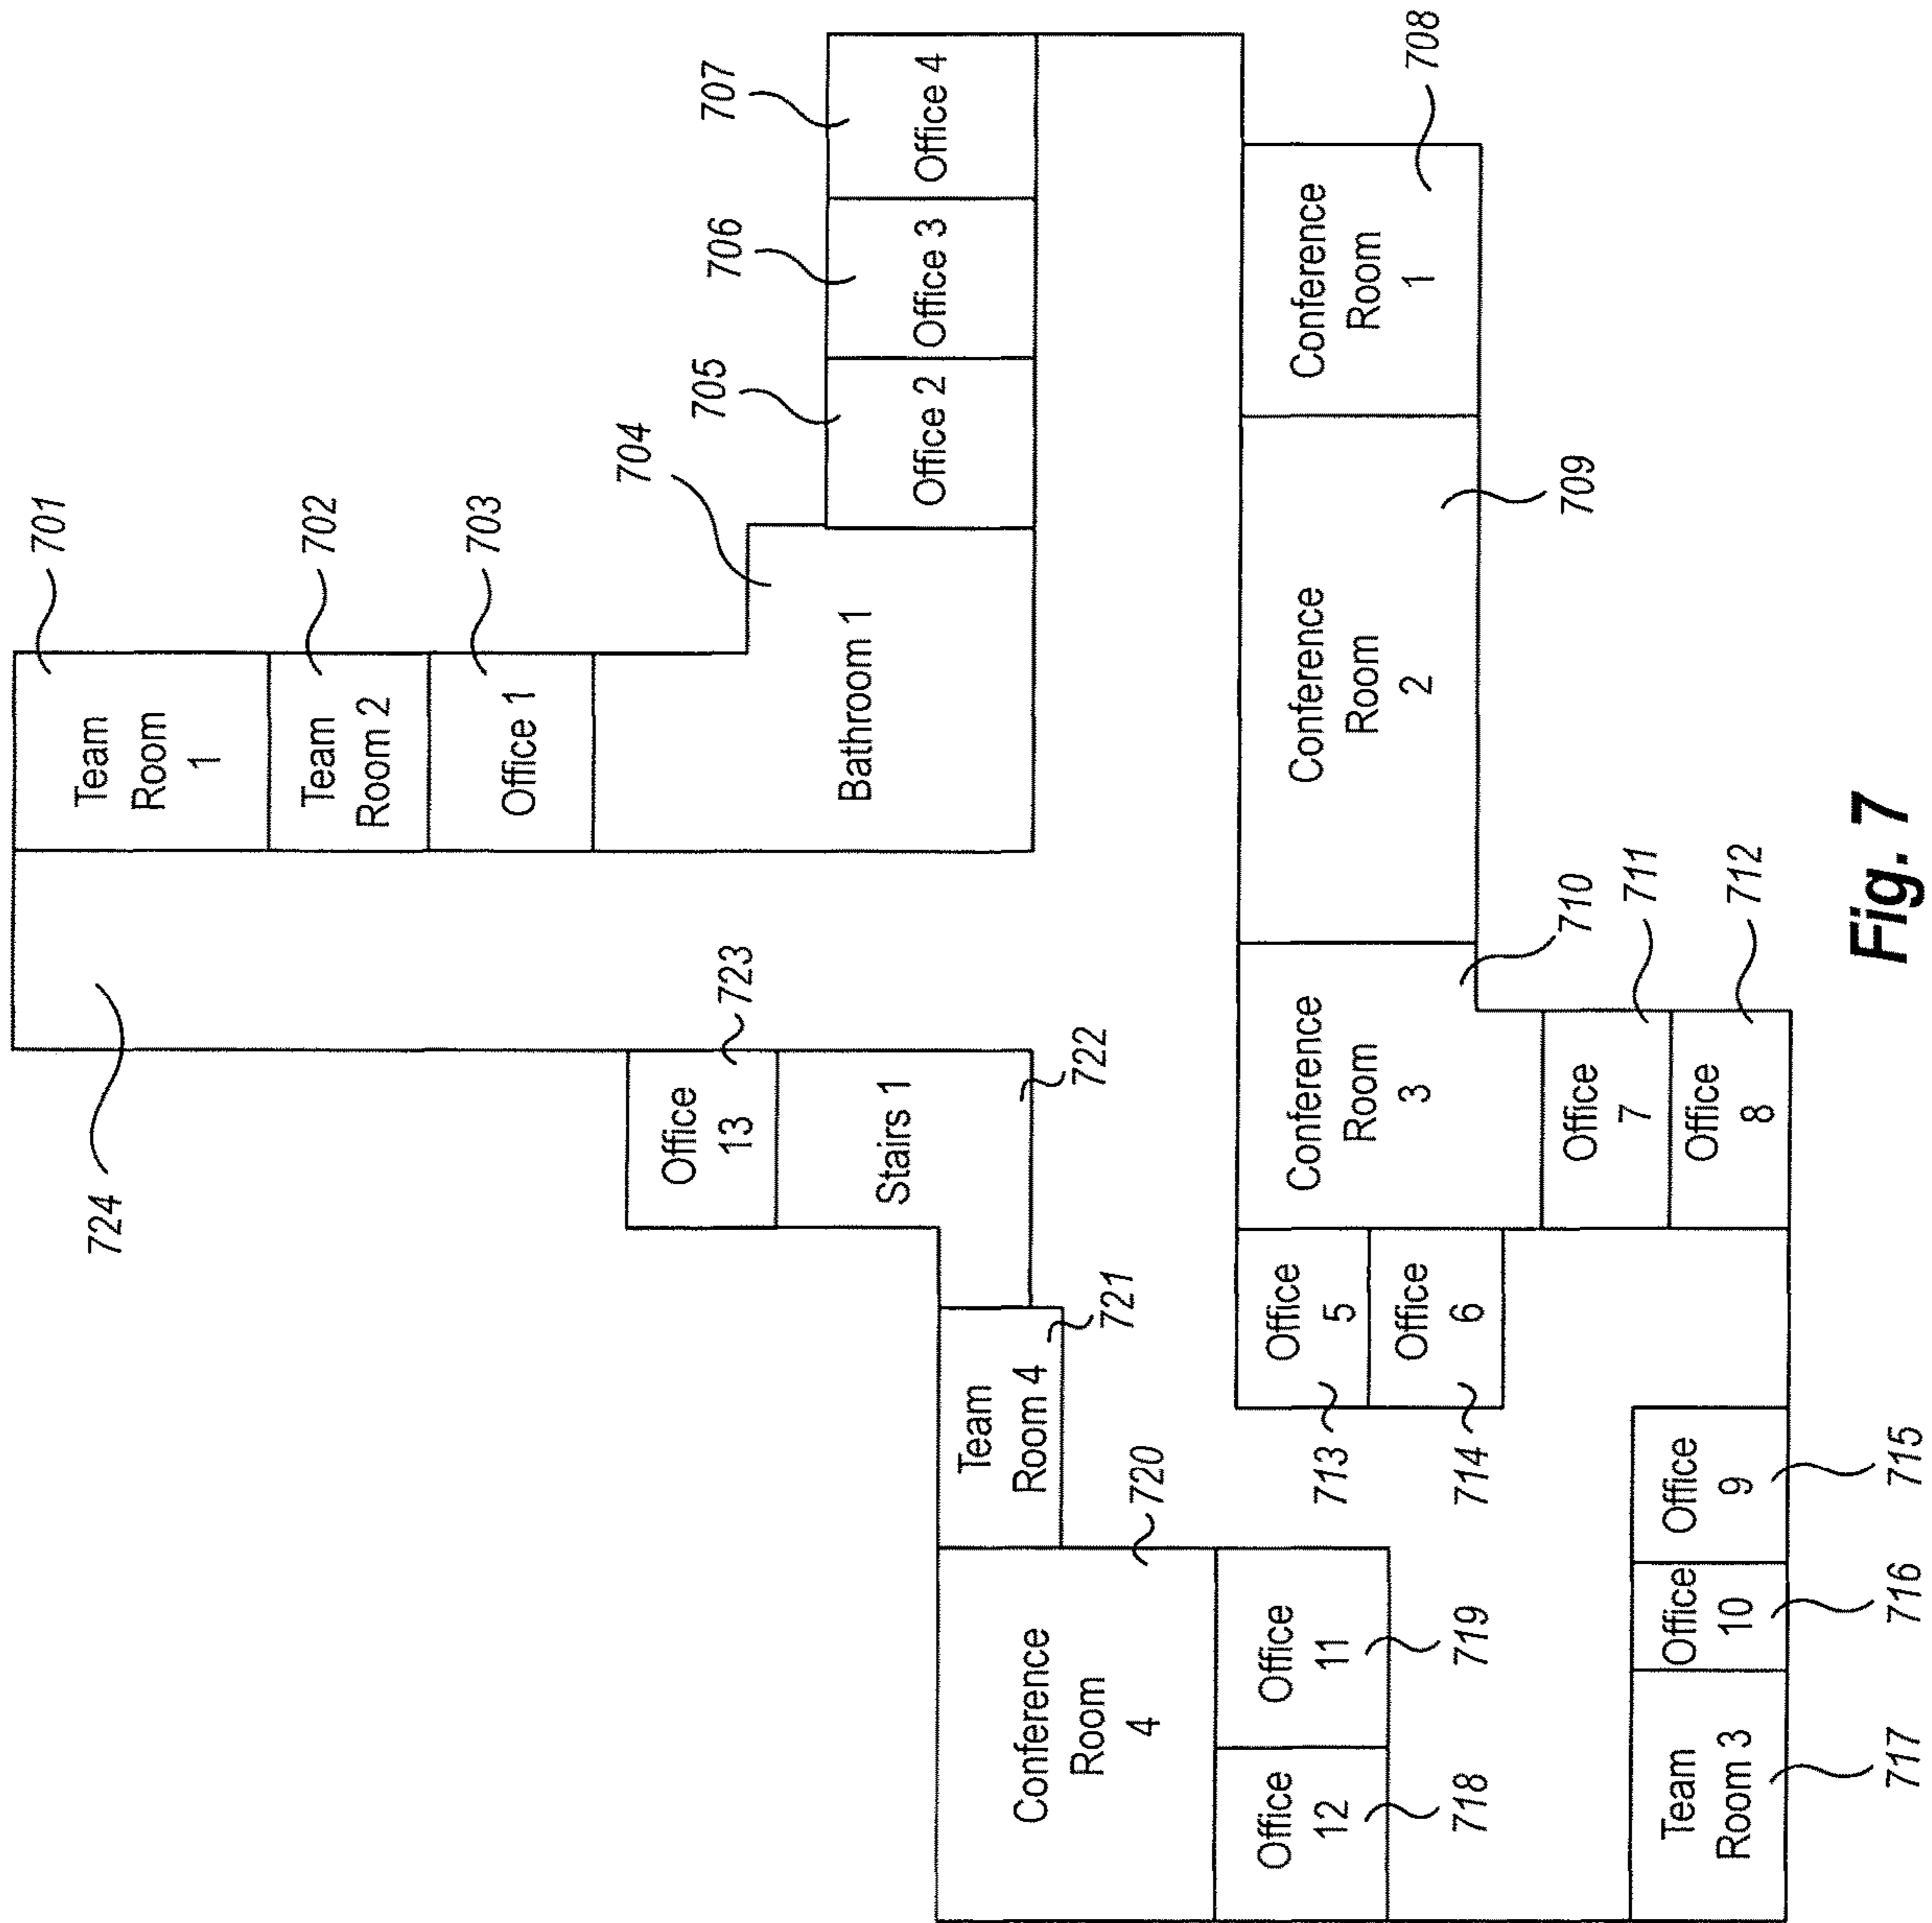 701
Team
Room
1
702
Team
Room 2
703
Office 1
704
Bathroom 1
705
Office 2
706
Office 3
707
Office 4
724
723
Office
13
Stairs 1
722
721
Team
Room 4
720
Conference
Room
4
Office
11
719
Office
12
718
Conference
Room
1
708
Conference
Room
2
709
Conference
Room
3
710
Office
7
711
Office
8
712
Office
5
713
Office
6
714
Office
9
715
Office
10
716
Team
Room 3
717
Fig. 7